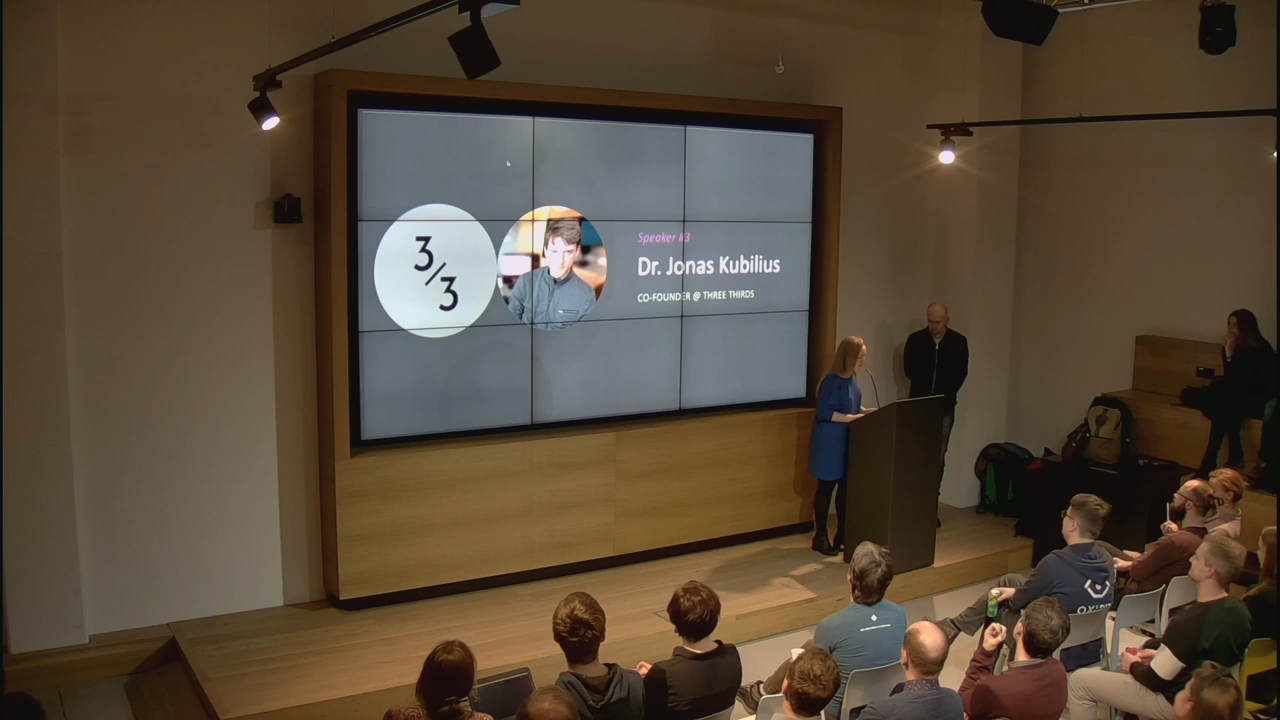 3/3
Speaker #3
Dr. Jonas Kubilius
CO-FOUNDER @ THREE THIRDS